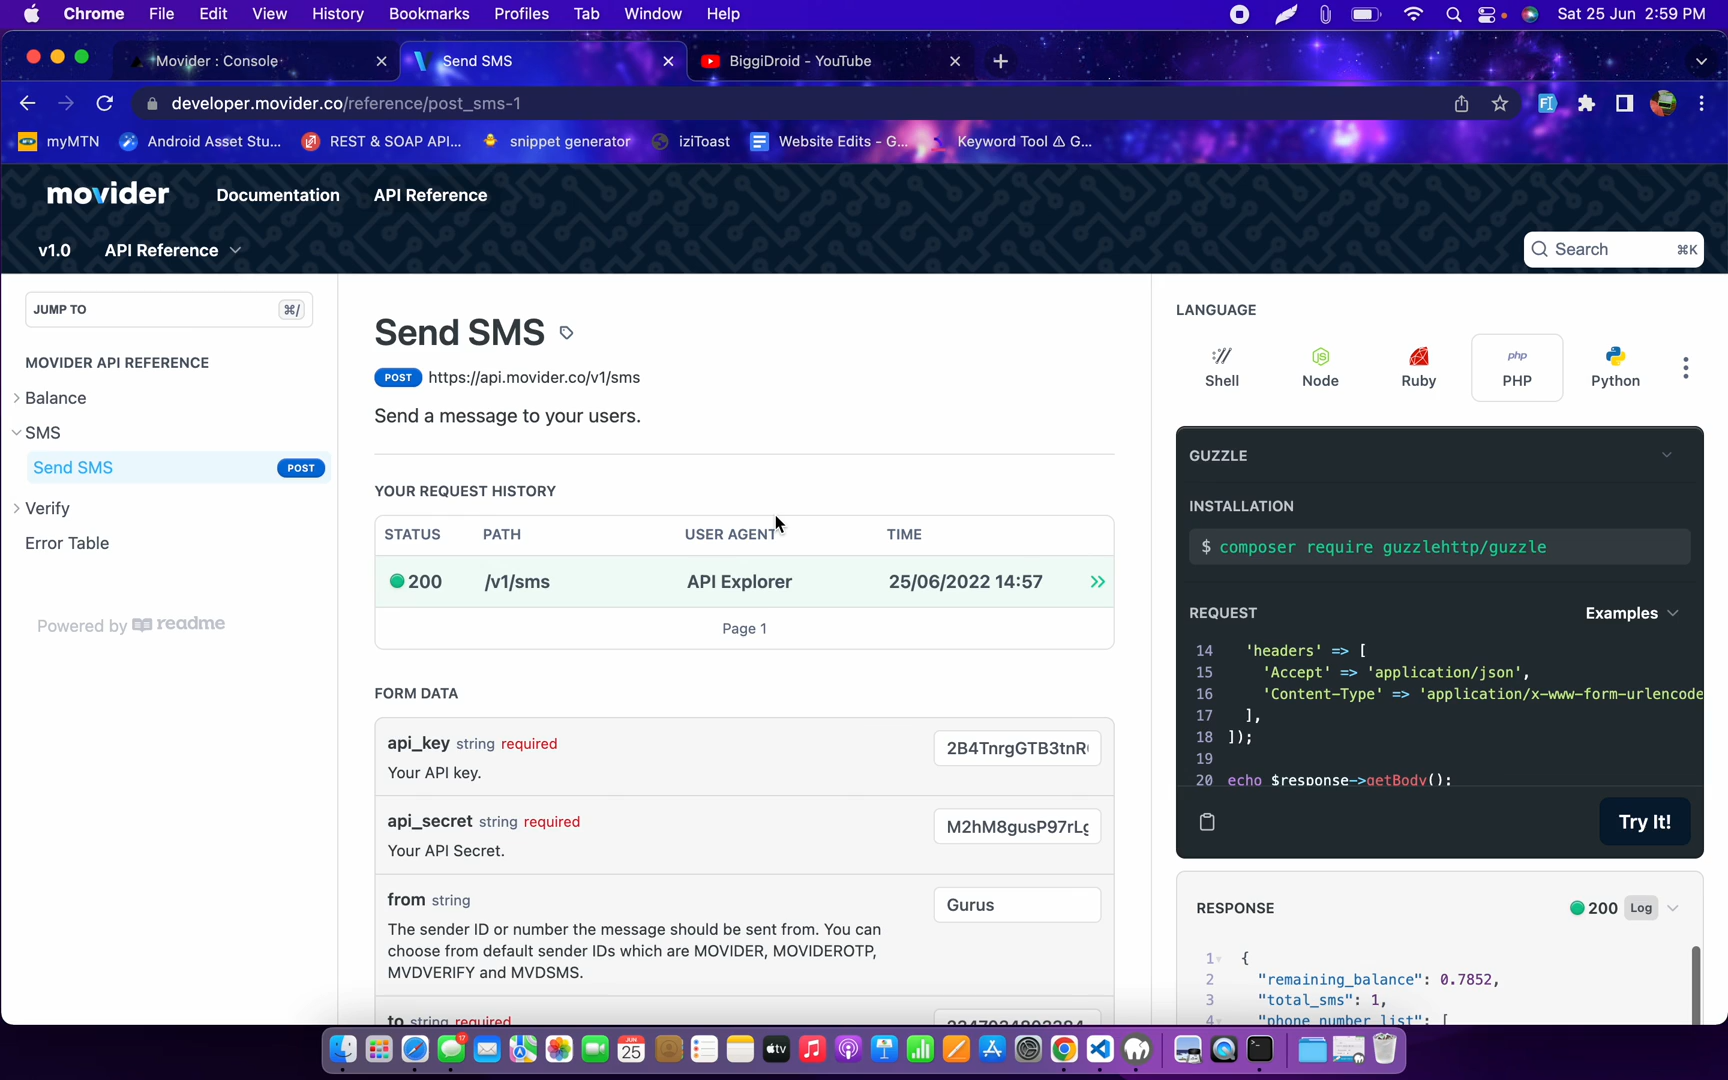 Chrome File Edit View History Bookmarks Profiles Tab Window Help Sat 25 Jun 2:59 PM
Movider : Console Send SMS BiggiDroid - YouTube
developer.movider.co/reference/post_sms-1
myMTN Android Asset Stu... REST & SOAP API... snippet generator iziToast Website Edits - G... Keyword Tool ⚠ G...
movider Documentation API Reference
v1.0 API Reference Search ⌘K
JUMP TO ⌘/
MOVIDER API REFERENCE
Balance
SMS
Send SMS POST
Verify
Error Table
Powered by readme
Send SMS
POST https://api.movider.co/v1/sms
Send a message to your users.
YOUR REQUEST HISTORY
STATUS PATH USER AGENT TIME
200 /v1/sms API Explorer 25/06/2022 14:57
Page 1
FORM DATA
api_key string required
Your API key.
2B4TnrgGTB3tnR
api_secret string required
Your API Secret.
M2hM8gusP97rL
from string
The sender ID or number the message should be sent from. You can
choose from default sender IDs which are MOVIDER, MOVIDEROTP,
MVDVERIFY and MVDSMS.
Gurus
to string required
LANGUAGE
Shell Node Ruby php PHP Python
GUZZLE
INSTALLATION
$ composer require guzzlehttp/guzzle
REQUEST Examples
14 'headers' => [
15 'Accept' => 'application/json',
16 'Content-Type' => 'application/x-www-form-urlencode
17 ],
18 ]);
19
20 echo $response->getBody();
Try It!
RESPONSE 200 Log
1 {
2 "remaining_balance": 0.7852,
3 "total_sms": 1,
4 "phone_number_list": [
JUN
25
17
tv